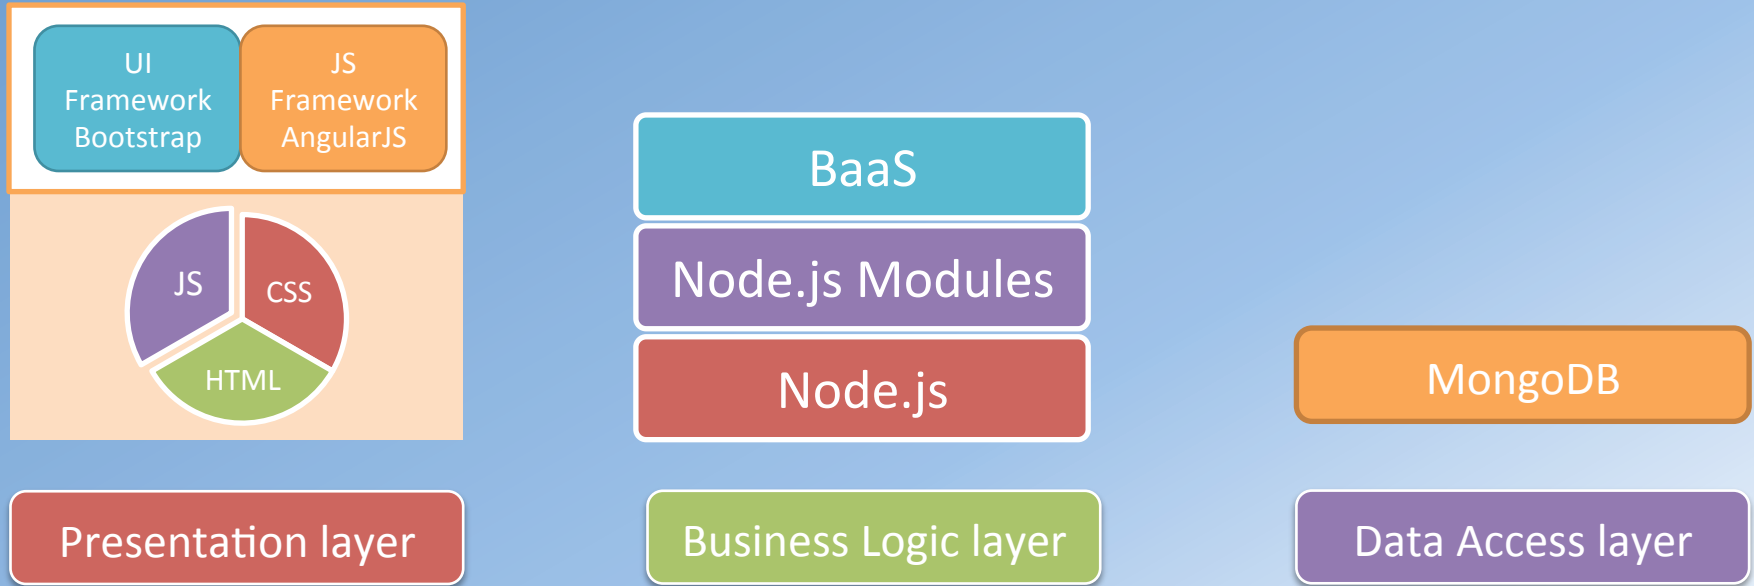 UI
Framework
Bootstrap
JS
Framework
AngularJS
JS
CSS
HTML
Presentation layer
BaaS
Node.js Modules
Node.js
Business Logic layer
MongoDB
Data Access layer